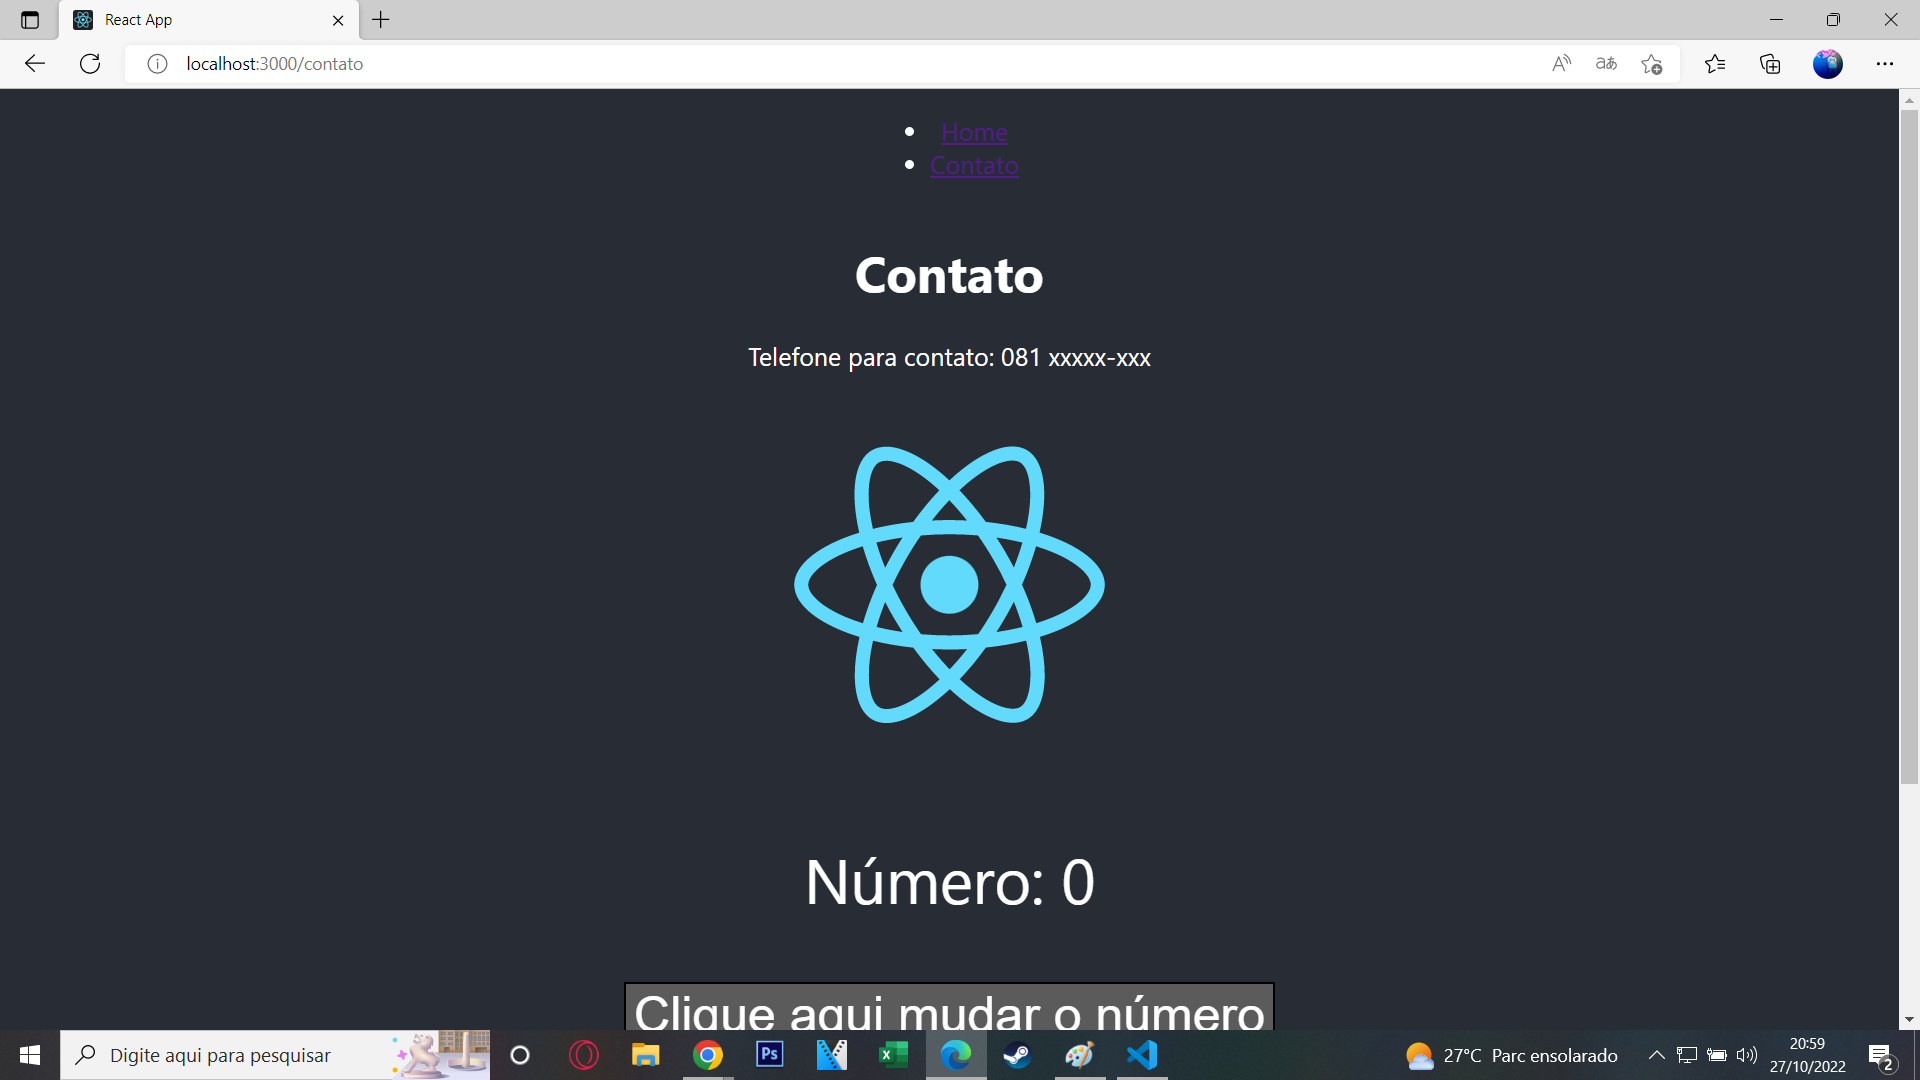 React App
localhost:3000/contato
Home
Contato
Contato
Telefone para contato: 081 xxxxx-xxx
Número: 0
Clique aqui mudar o número
Digite aqui para pesquisar
Ps
27°C Parc ensolarado
20:59
27/10/2022
2